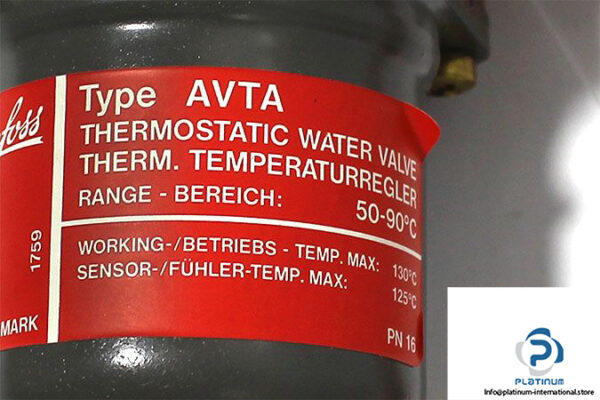 foss
Type AVTA
THERMOSTATIC WATER VALVE
THERM. TEMPERATURREGLER
RANGE - BEREICH: 50-90°C
WORKING-/BETRIEBS - TEMP. MAX: 130°C
SENSOR-/FÜHLER-TEMP. MAX: 125°C
PN 16
1759
MARK
PLATINUM
Info@platinum-international.store